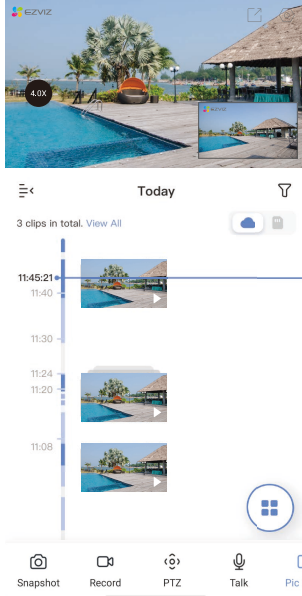 EZVIZ
4.0X
EZVIZ
Today
3 clips in total. View All
11:45:21
11:40
11:30
11:24
11:20
11:08
Snapshot
Record
PTZ
Talk
Pic